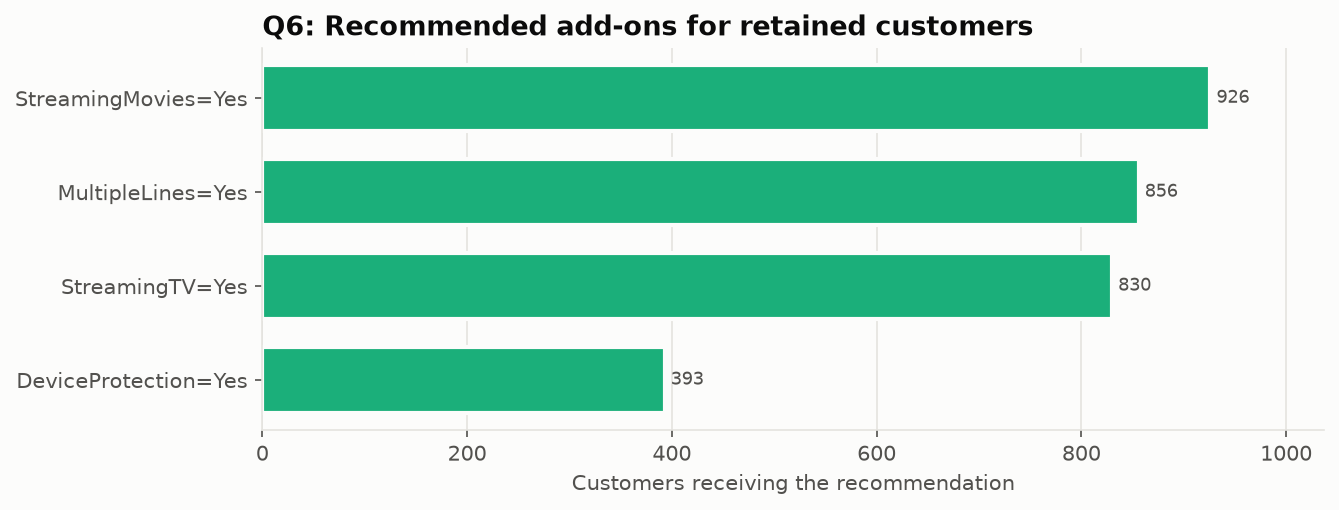 Q6: Recommended add-ons for retained customers
StreamingMovies=Yes
926
MultipleLines=Yes
856
StreamingTV=Yes
830
DeviceProtection=Yes
393
0 200 400 600 800 1000
Customers receiving the recommendation